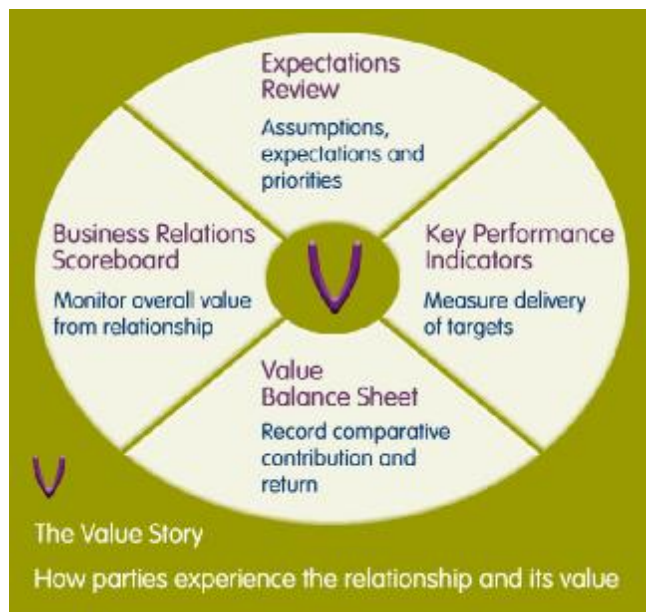 Expectations
Review
Assumptions,
expectations and
priorities
Business Relations
Scoreboard
Monitor overall value
from relationship
Key Performance
Indicators
Measure delivery
of targets
V
Value
Balance Sheet
Record comparative
contribution and
return
V
The Value Story
How parties experience the relationship and its value